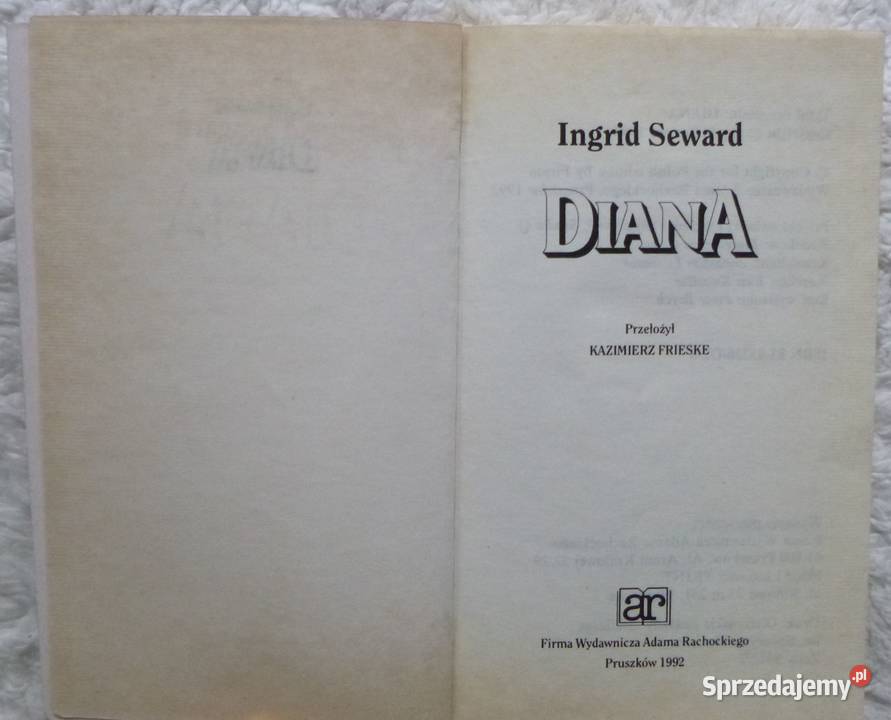 Ingrid Seward
DIANA
Przełożył
KAZIMIERZ FRIESKE
ar
Firma Wydawnicza Adama Rachockiego
Pruszków 1992
Sprzedajemy.pl